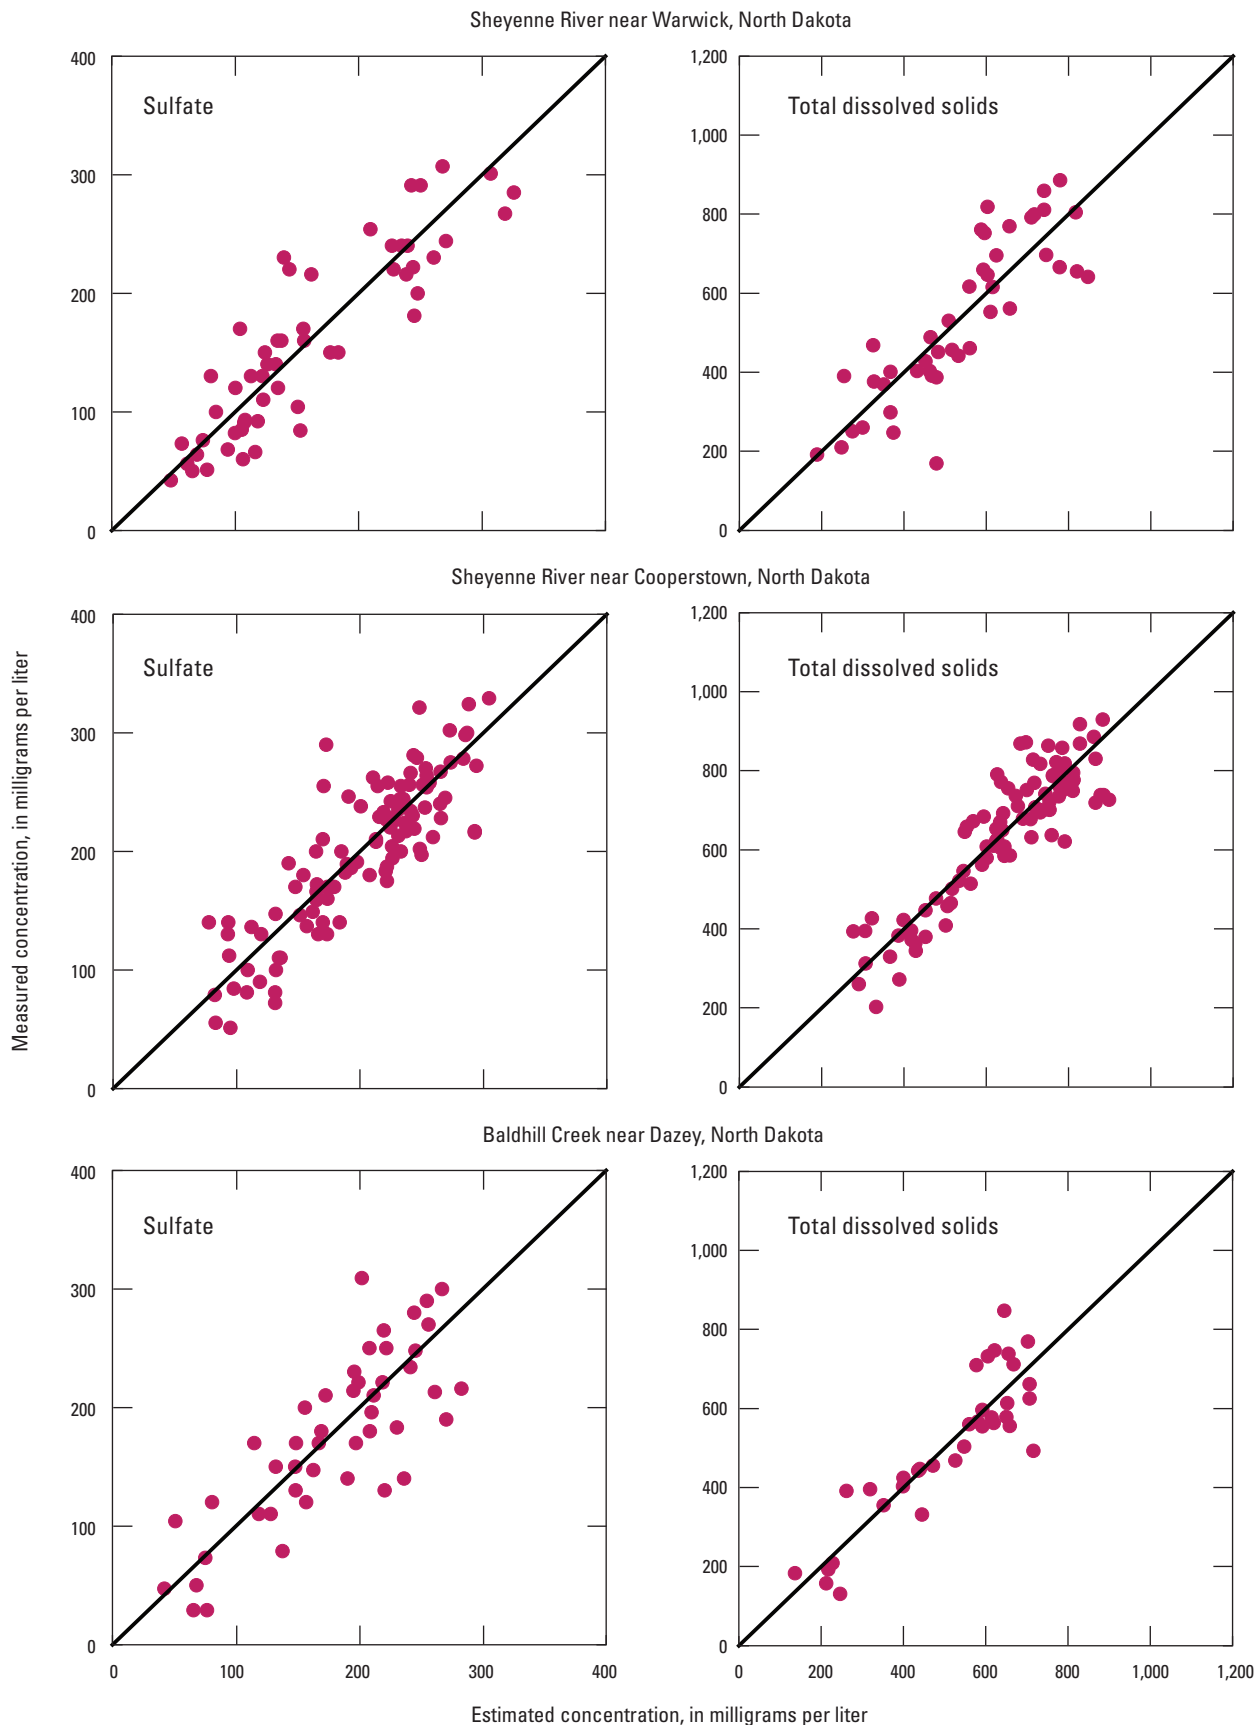 Sheyenne River near Warwick, North Dakota
400
300
200
100
0
Sulfate
1,200
1,000
800
600
400
200
0
Total dissolved solids
Sheyenne River near Cooperstown, North Dakota
400
300
200
100
0
Sulfate
1,200
1,000
800
600
400
200
0
Total dissolved solids
Measured concentration, in milligrams per liter
Baldhill Creek near Dazey, North Dakota
400
300
200
100
0
Sulfate
0 100 200 300 400
1,200
1,000
800
600
400
200
0
Total dissolved solids
0 200 400 600 800 1,000 1,200
Estimated concentration, in milligrams per liter